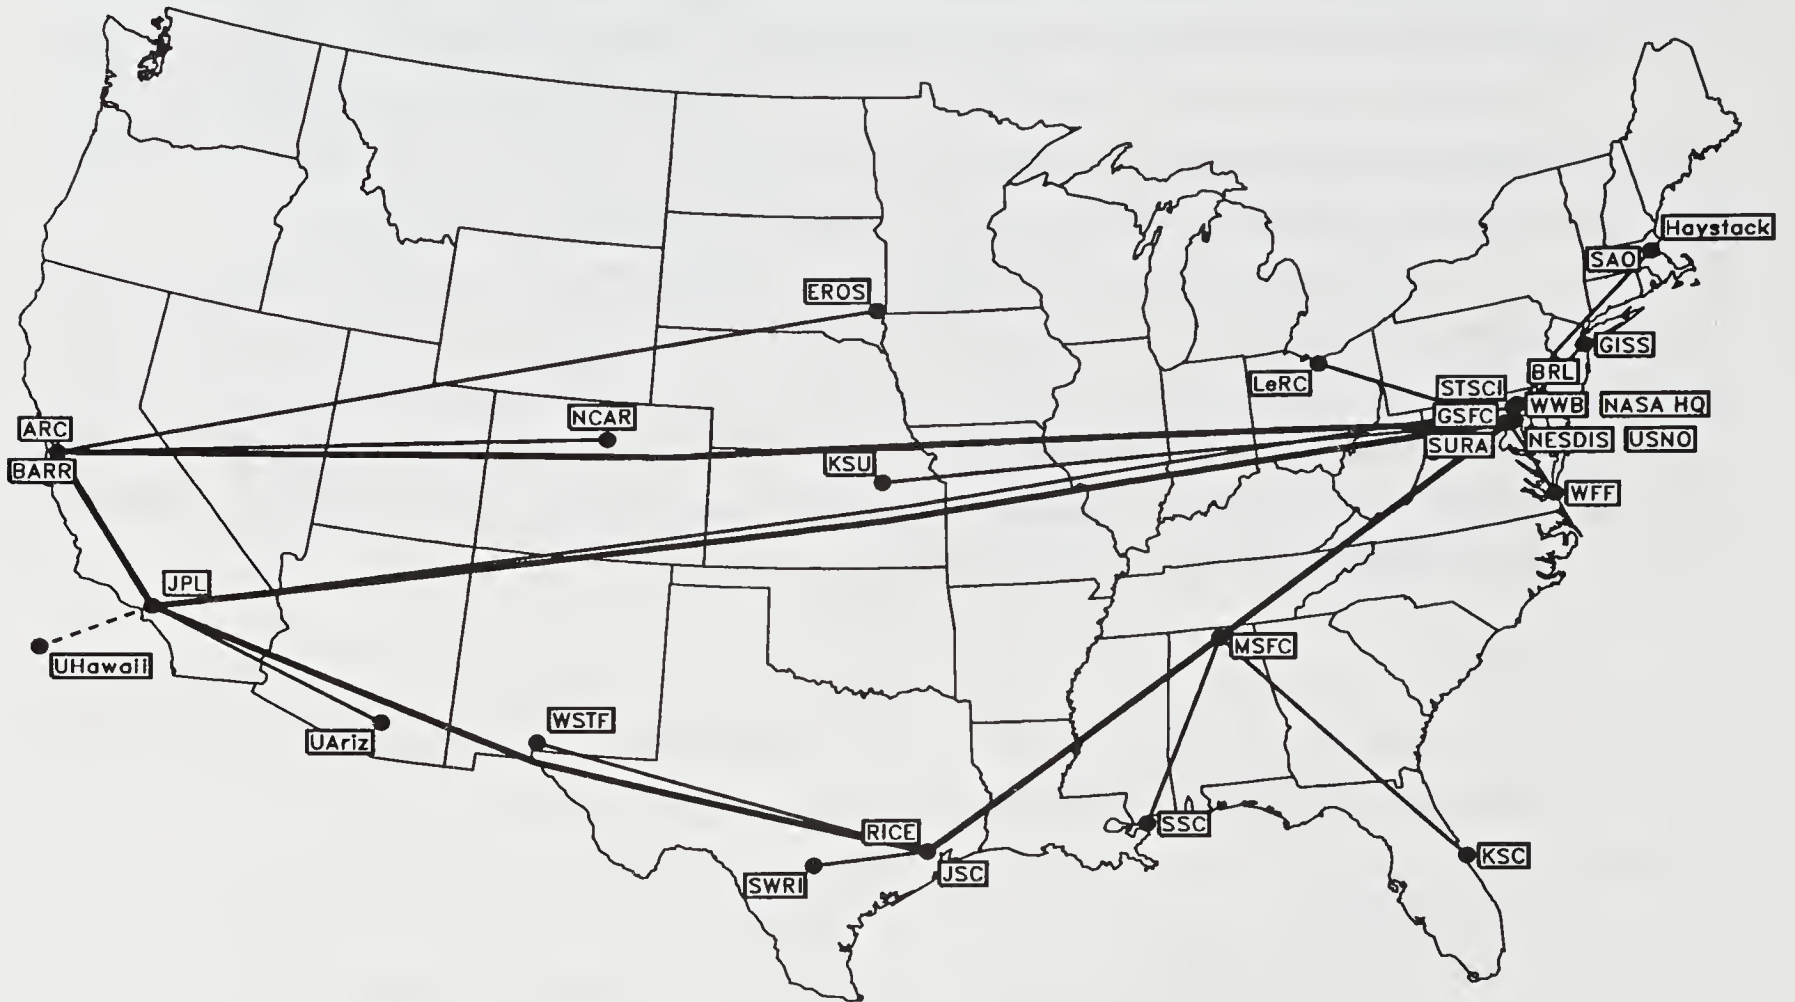 Haystack
SAO
EROS
GISS
LeRC
BRL
STSCI
WWB
NASA HQ
NCAR
GSFC
ARC
SURA
NESDIS
USNO
BARR
KSU
WFF
JPL
MSFC
UHawaii
WSTF
UAriz
RICE
SSC
KSC
SWRI
JSC